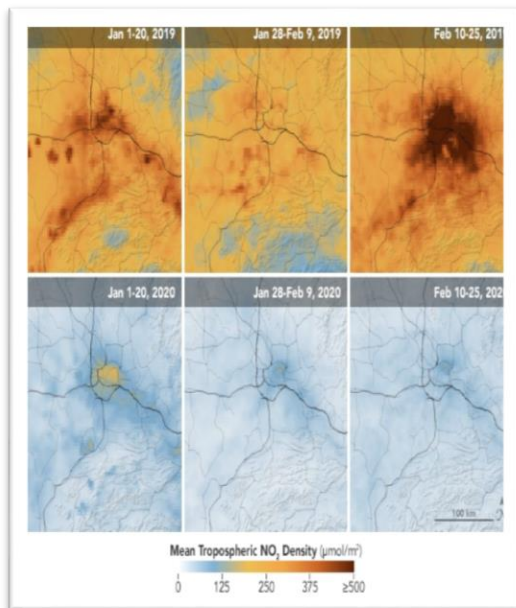 Jan 1-20, 2019
Jan 28-Feb 9, 2019
Feb 10-25, 201
Jan 1-20, 2020
Jan 28-Feb 9, 2020
Feb 10-25, 202
100 km
Mean Tropospheric NO₂ Density (µmol/m²)
0 125 250 375 ≥500